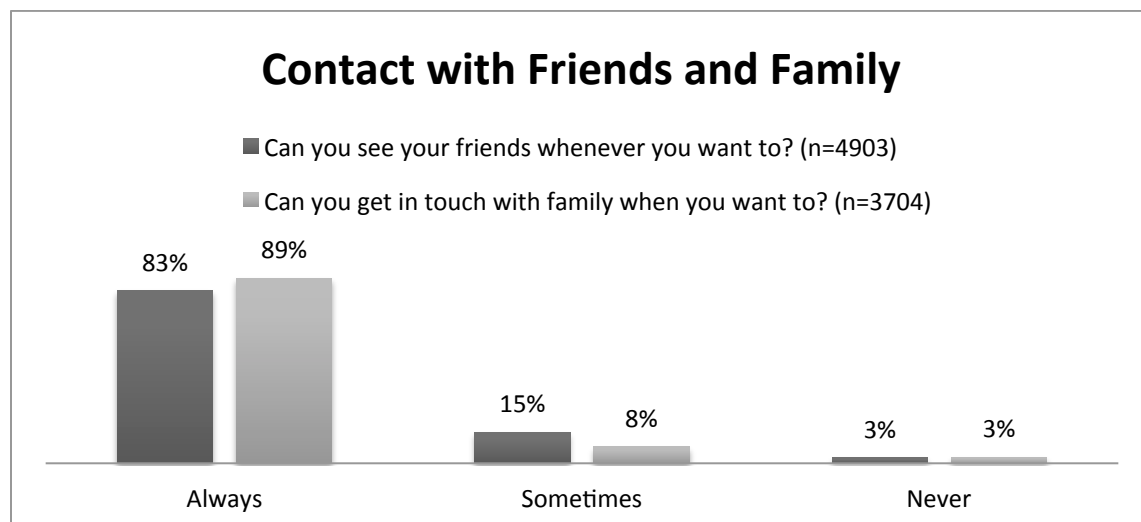 Contact with Friends and Family
Can you see your friends whenever you want to? (n=4903)
Can you get in touch with family when you want to? (n=3704)
83% 89%
15% 8%
3% 3%
Always Sometimes Never